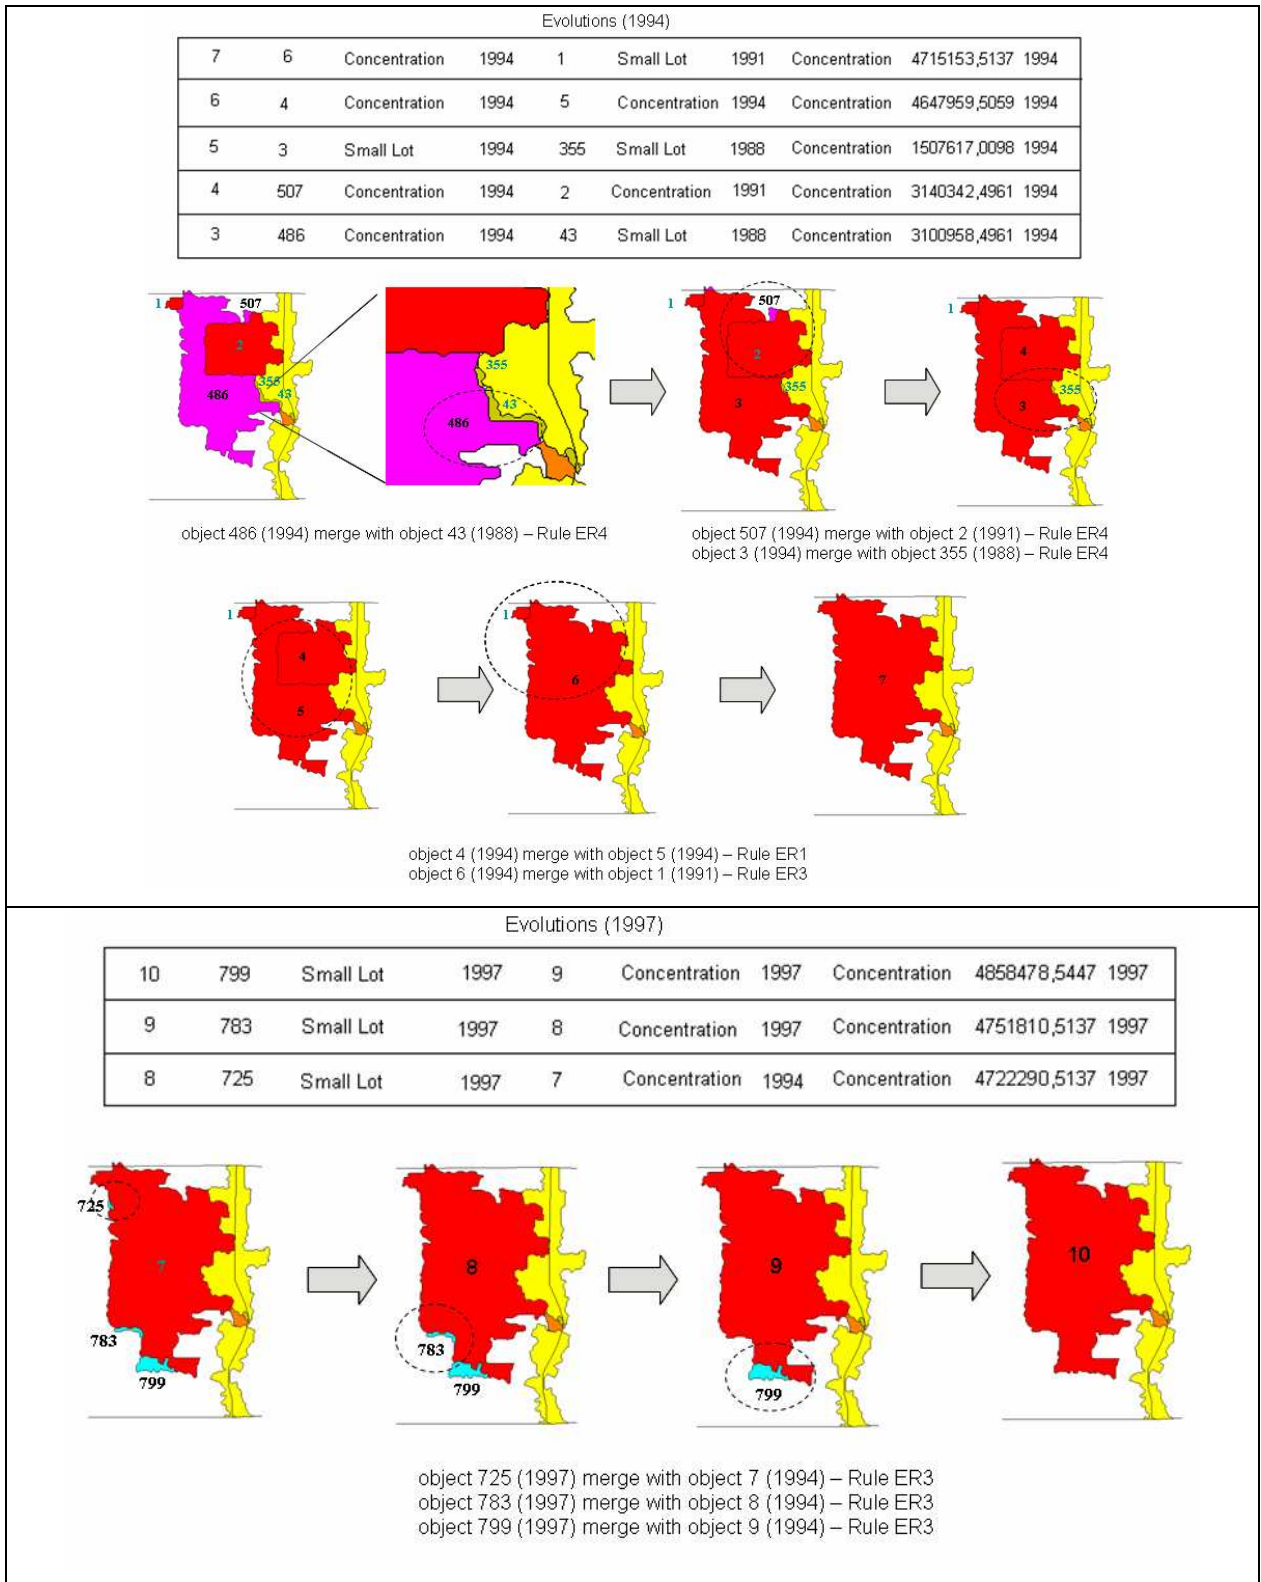 Evolutions (1994)
7 6 Concentration 1994 1 Small Lot 1991 Concentration 4715153,5137 1994
6 4 Concentration 1994 5 Concentration 1994 Concentration 4647959,5059 1994
5 3 Small Lot 1994 355 Small Lot 1988 Concentration 1507617,0098 1994
4 507 Concentration 1994 2 Concentration 1991 Concentration 3140342,4961 1994
3 486 Concentration 1994 43 Small Lot 1988 Concentration 3100958,4961 1994
1 507 2 355 43 486
355 43 486
1 507 2 355 3
1 4 355 3
object 486 (1994) merge with object 43 (1988) – Rule ER4
object 507 (1994) merge with object 2 (1991) – Rule ER4
object 3 (1994) merge with object 355 (1988) – Rule ER4
1 4 5
1 6
7
object 4 (1994) merge with object 5 (1994) – Rule ER1
object 6 (1994) merge with object 1 (1991) – Rule ER3
Evolutions (1997)
10 799 Small Lot 1997 9 Concentration 1997 Concentration 4858478,5447 1997
9 783 Small Lot 1997 8 Concentration 1997 Concentration 4751810,5137 1997
8 725 Small Lot 1997 7 Concentration 1994 Concentration 4722290,5137 1997
725 7 783 799
8 783 799
9 799
10
object 725 (1997) merge with object 7 (1994) – Rule ER3
object 783 (1997) merge with object 8 (1994) – Rule ER3
object 799 (1997) merge with object 9 (1994) – Rule ER3